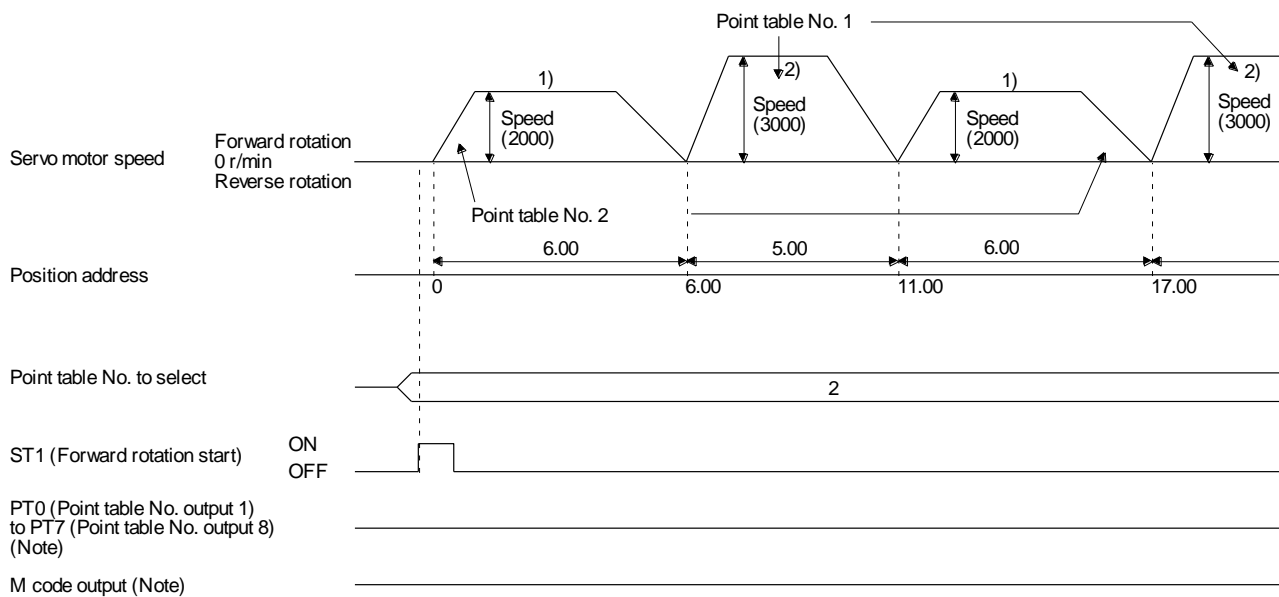 Point table No. 1
1)
2)
1)
2)
Speed
(2000)
Speed
(3000)
Speed
(2000)
Speed
(3000)
Servo motor speed
Forward rotation
0 r/min
Reverse rotation
Point table No. 2
6.00
5.00
6.00
Position address
0
6.00
11.00
17.00
Point table No. to select
2
ST1 (Forward rotation start)
ON
OFF
PT0 (Point table No. output 1)
to PT7 (Point table No. output 8)
(Note)
M code output (Note)